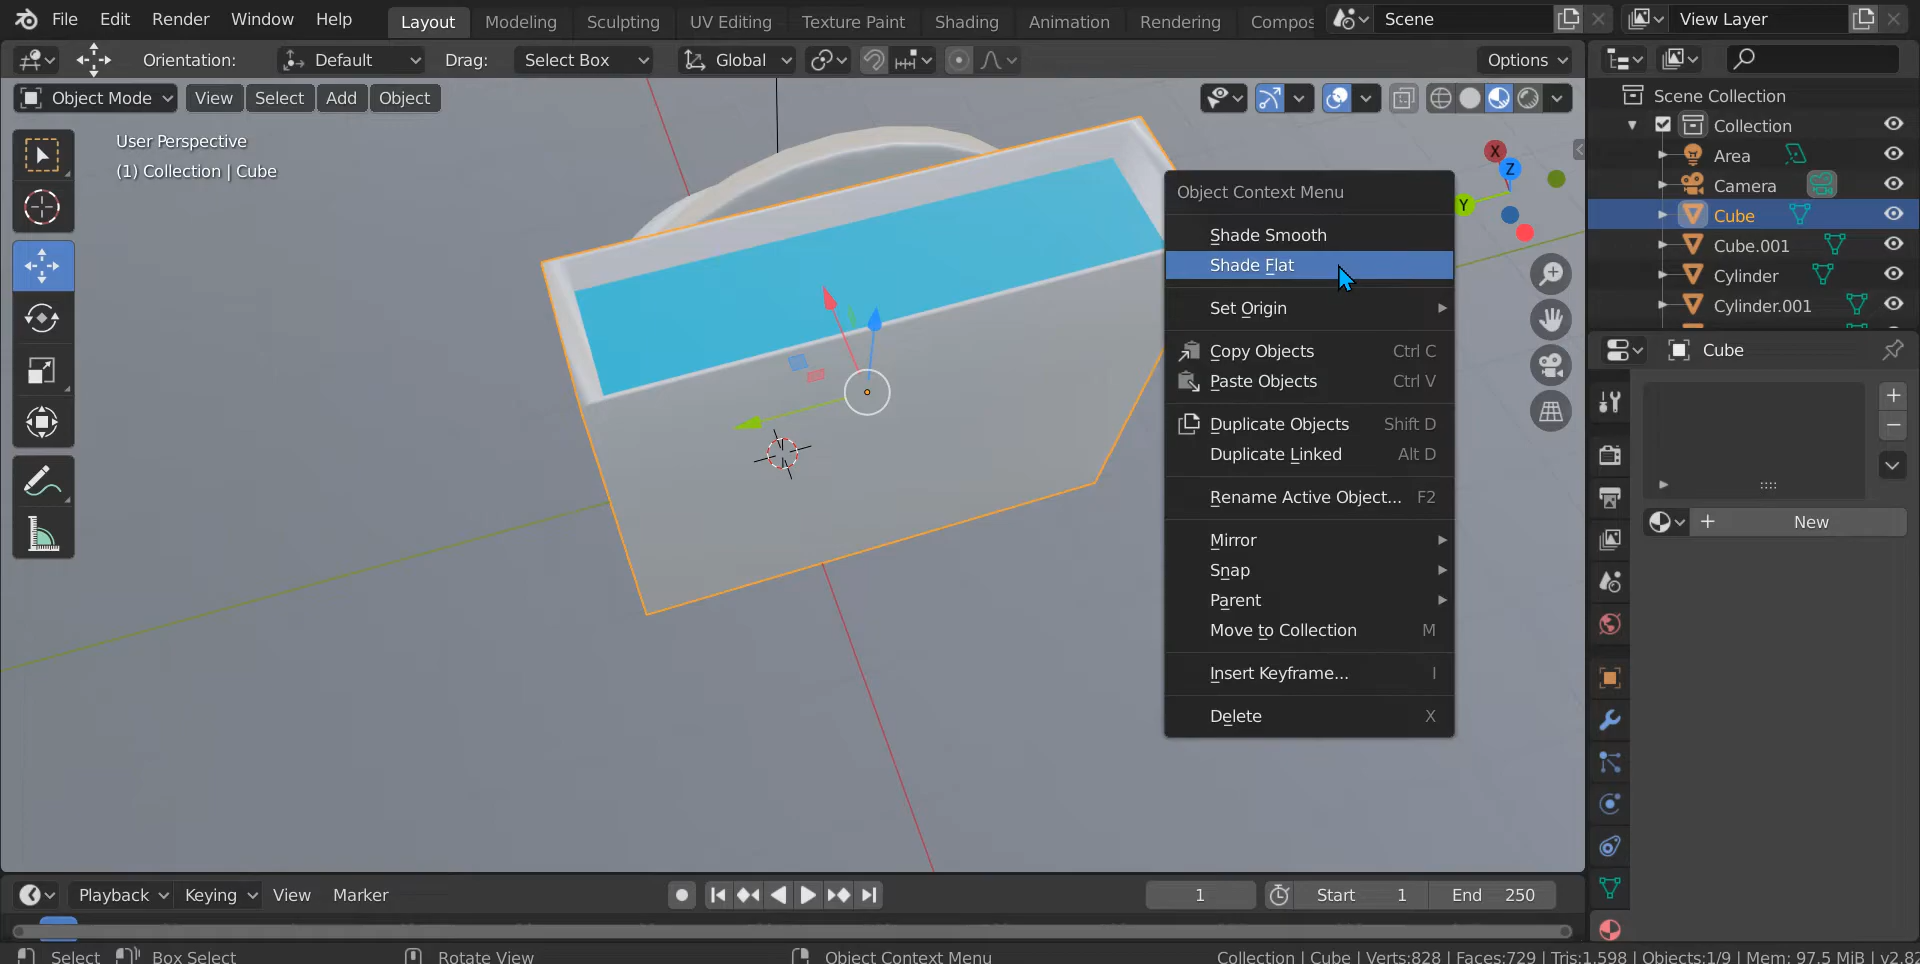 File Edit Render Window Help Layout Modeling Sculpting UV Editing Texture Paint Shading Animation Rendering Compos Scene View Layer
Orientation: Default Drag: Select Box Global Options
Object Mode View Select Add Object
User Perspective
(1) Collection | Cube
X
Z
Y
Object Context Menu
Shade Smooth
Shade Flat
Set Origin
Copy Objects Ctrl C
Paste Objects Ctrl V
Duplicate Objects Shift D
Duplicate Linked Alt D
Rename Active Object... F2
Mirror
Snap
Parent
Move to Collection M
Insert Keyframe... I
Delete X
Scene Collection
Collection
Area
Camera
Cube
Cube.001
Cylinder
Cylinder.001
Cube
New
Playback Keying View Marker 1 Start 1 End 250
Select Box Select Rotate View Object Context Menu Collection | Cube | Verts:828 | Faces:729 | Tris:1,598 | Objects:1/9 | Mem: 97.5 MiB | v2.82